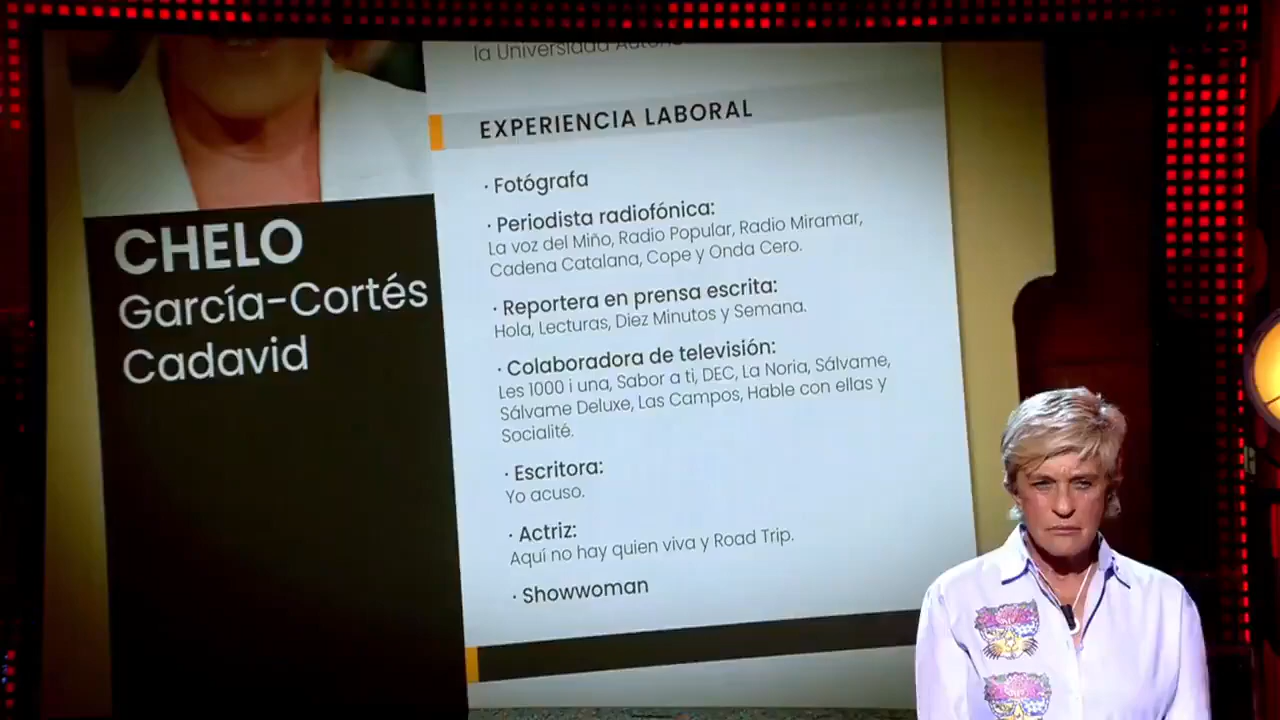 la Universidad Autón
EXPERIENCIA LABORAL
· Fotógrafa
· Periodista radiofónica:
La voz del Miño, Radio Popular, Radio Miramar,
Cadena Catalana, Cope y Onda Cero.
· Reportera en prensa escrita:
Hola, Lecturas, Diez Minutos y Semana.
· Colaboradora de televisión:
Les 1000 i una, Sabor a ti, DEC, La Noria, Sálvame,
Sálvame Deluxe, Las Campos, Hable con ellas y
Socialité.
· Escritora:
Yo acuso.
· Actriz:
Aquí no hay quien viva y Road Trip.
· Showwoman
CHELO
García-Cortés
Cadavid